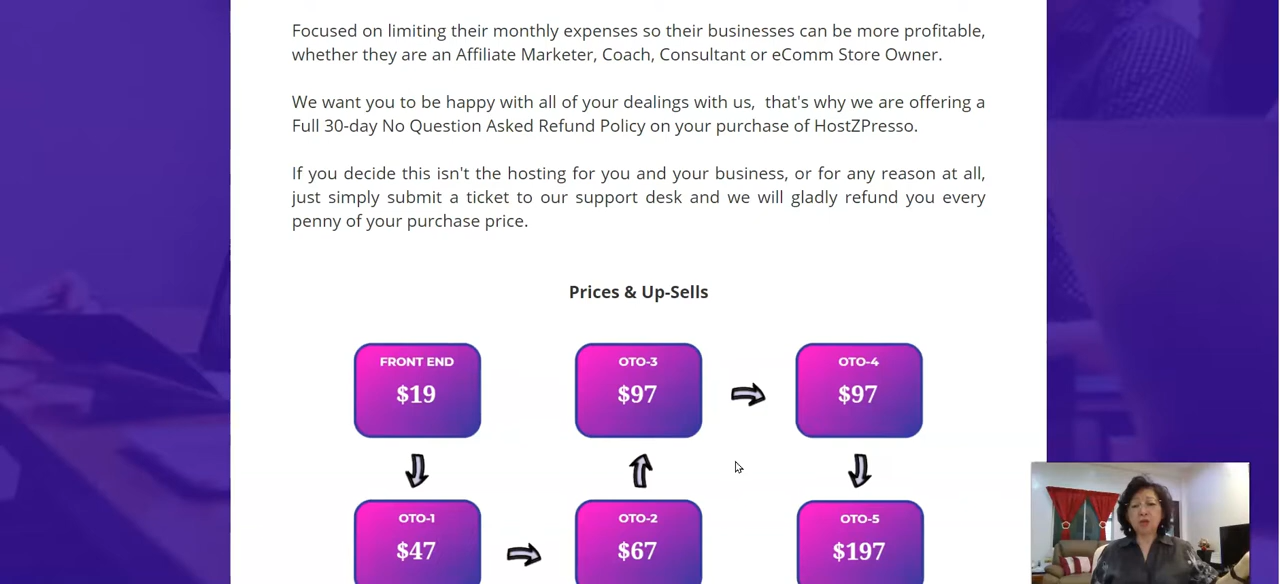 Focused on limiting their monthly expenses so their businesses can be more profitable,
whether they are an Affiliate Marketer, Coach, Consultant or eComm Store Owner.
We want you to be happy with all of your dealings with us, that's why we are offering a
Full 30-day No Question Asked Refund Policy on your purchase of HostZPresso.
If you decide this isn't the hosting for you and your business, or for any reason at all,
just simply submit a ticket to our support desk and we will gladly refund you every
penny of your purchase price.
Prices & Up-Sells
FRONT END
$19
OTO-3
$97
OTO-4
$97
OTO-1
$47
OTO-2
$67
OTO-5
$197